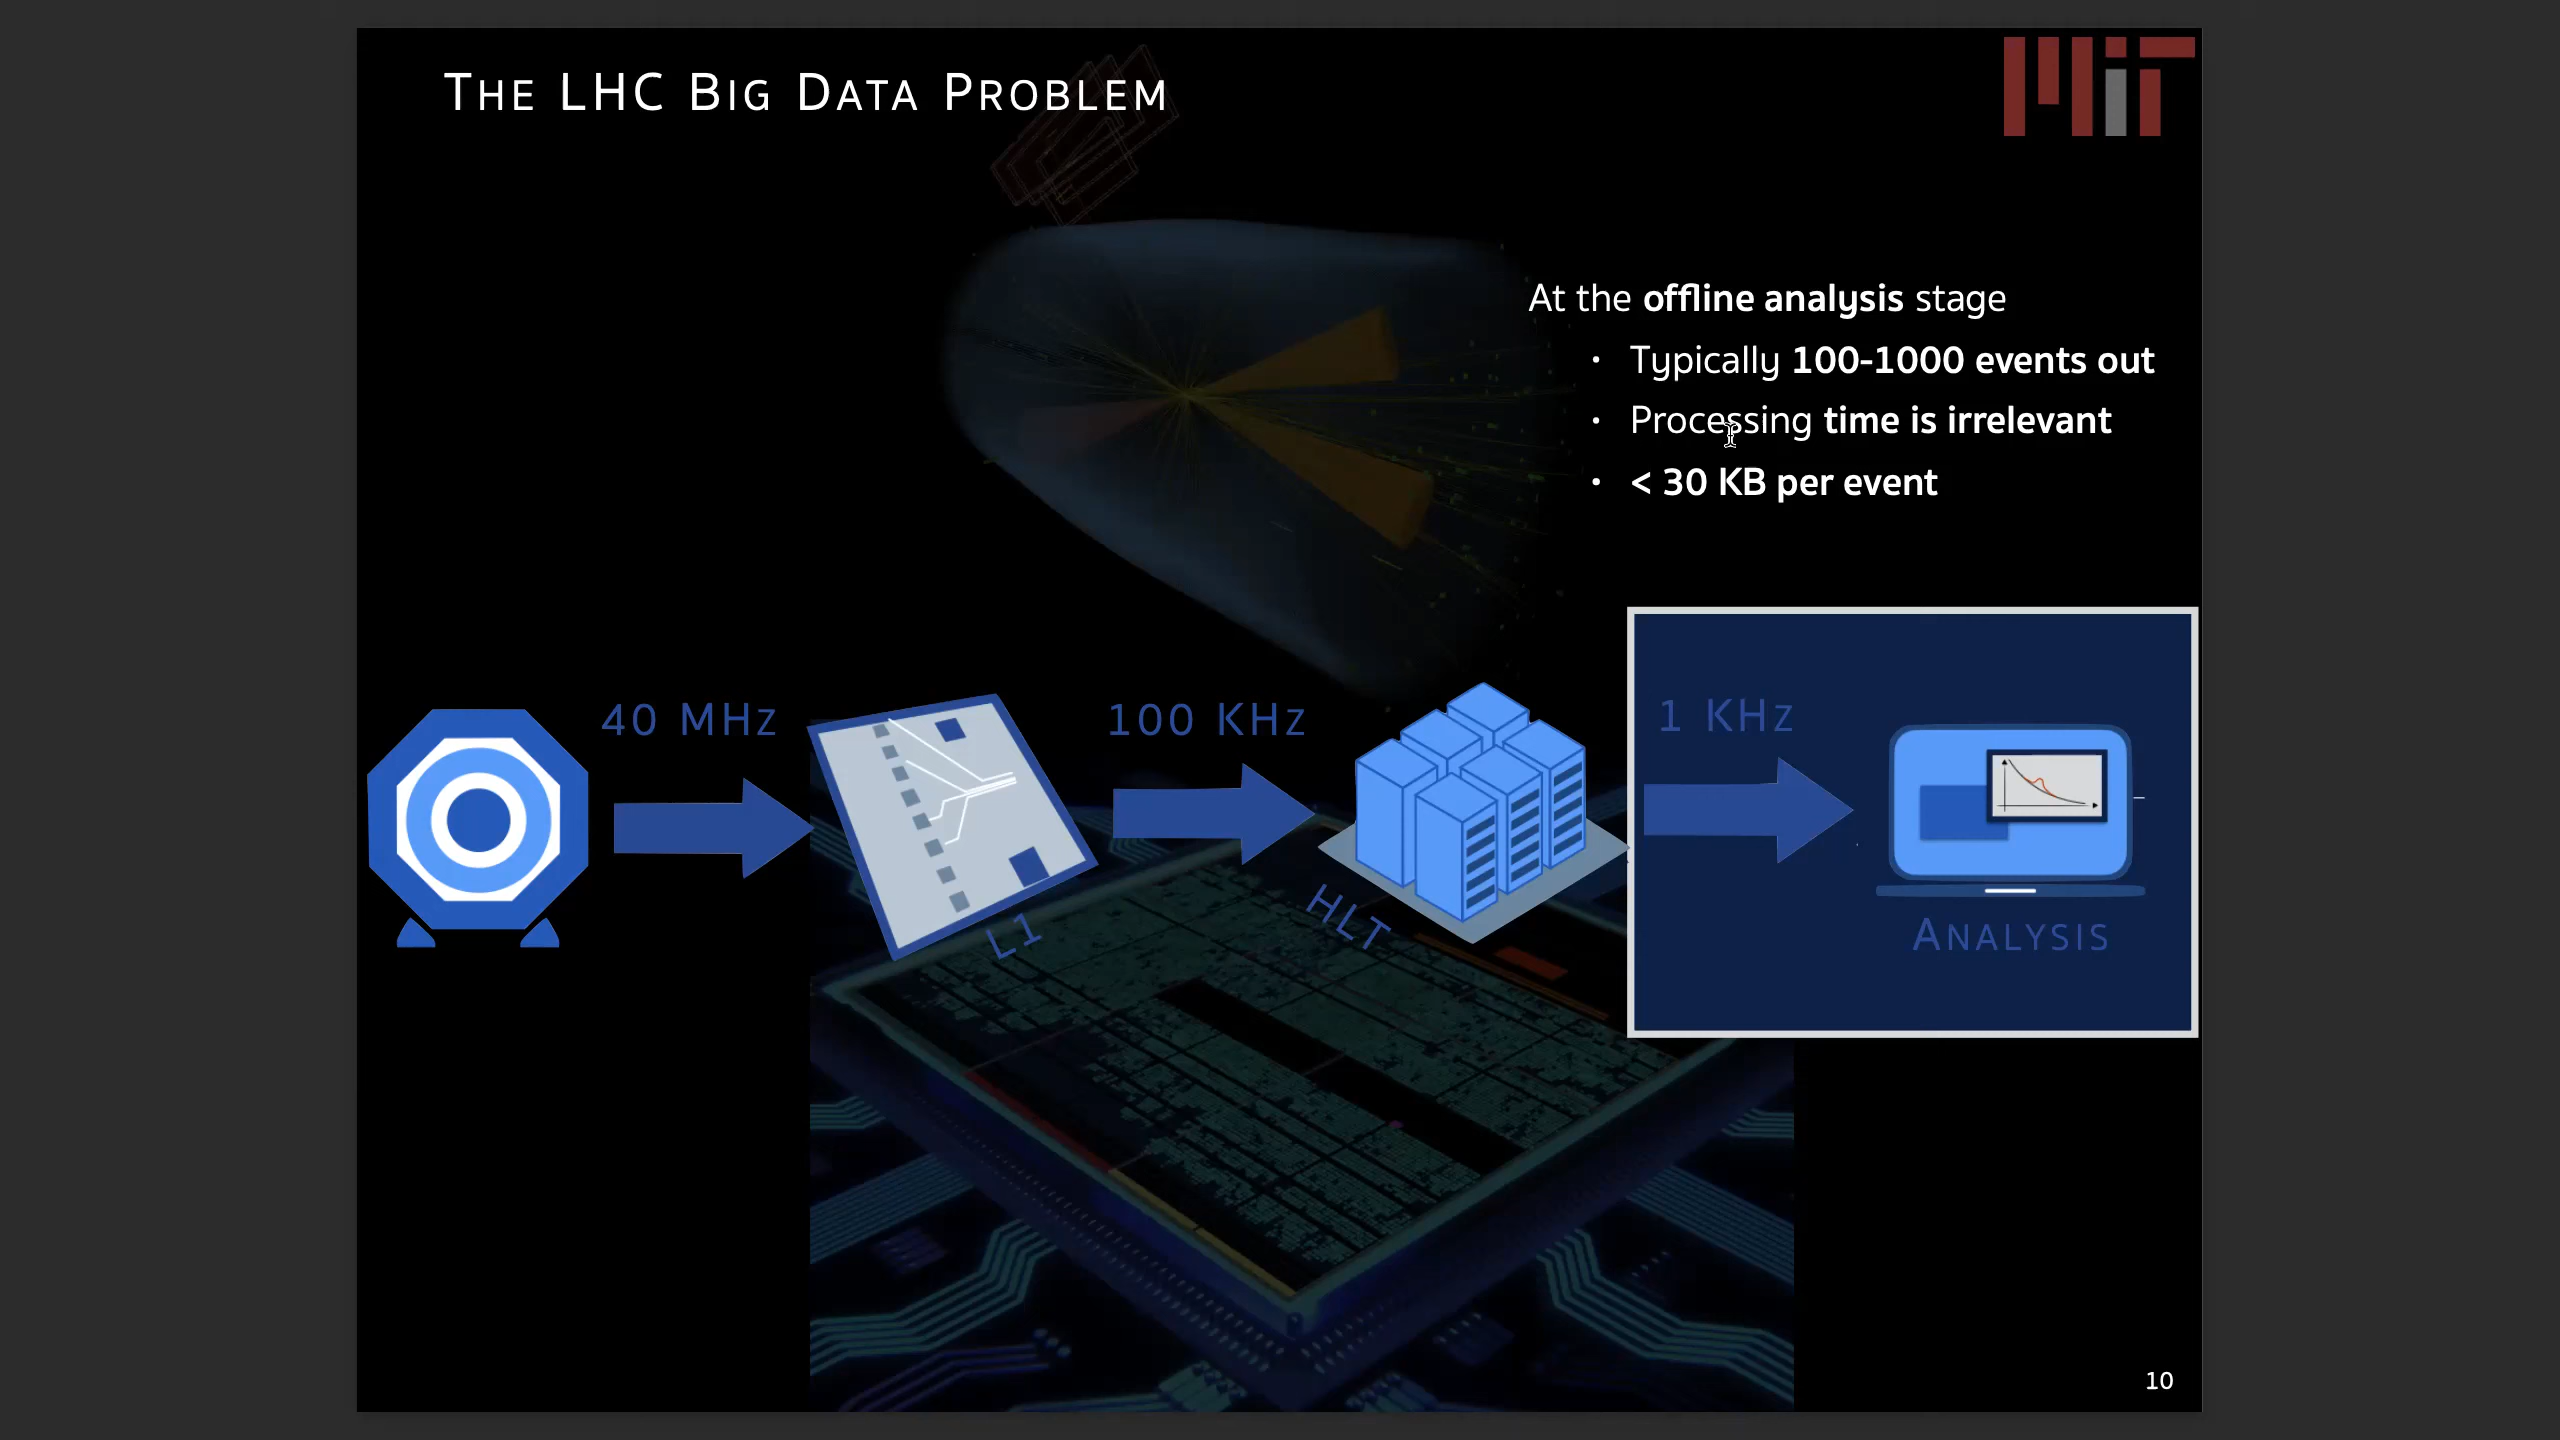 The LHC Big Data Problem
MIT
At the offline analysis stage
• Typically 100-1000 events out
• Processing time is irrelevant
• < 30 KB per event
40 MHz
100 KHz
1 KHz
L1
HLT
Analysis
10